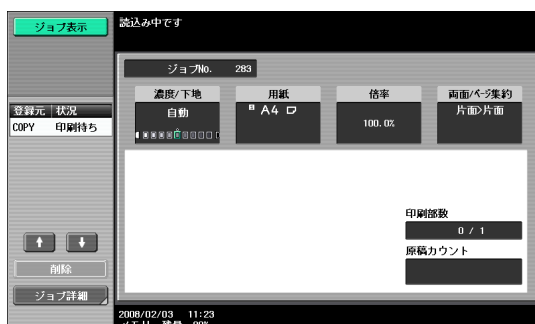 ジョブ表示
読込み中です
ジョブNo. 283
濃度/下地 用紙 倍率 両面/ページ集約
自動 A4 100.0% 片面>片面
登録元 状況
COPY 印刷待ち
印刷部数
0 / 1
原稿カウント
削除
ジョブ詳細
2008/02/03 11:23